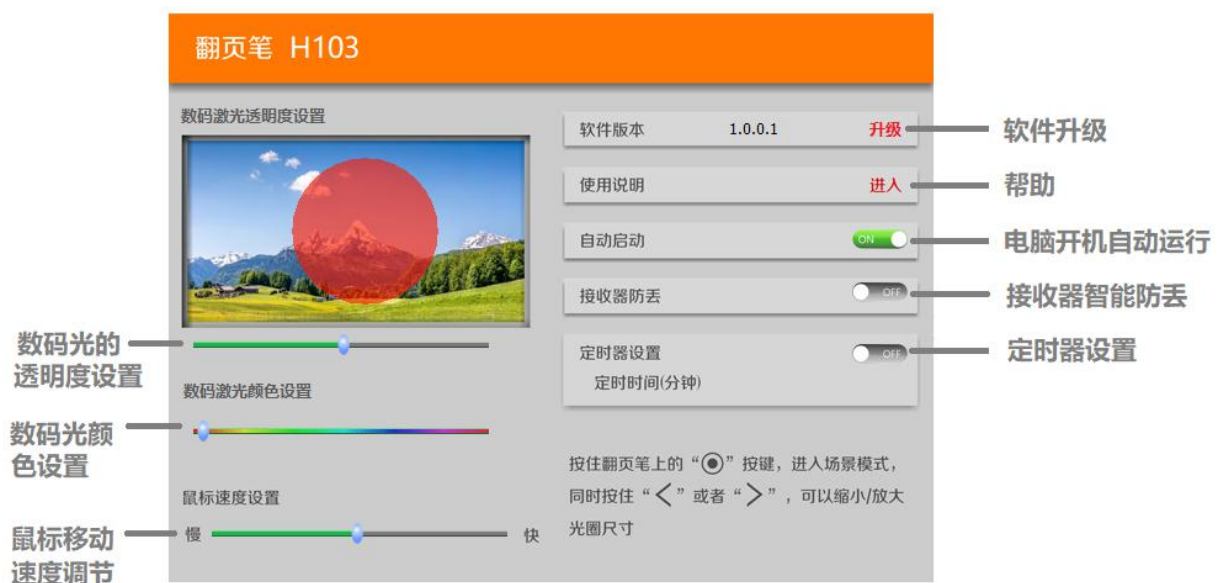 翻页笔 H103
数码激光透明度设置
数码光的
透明度设置
数码激光颜色设置
数码光颜
色设置
鼠标速度设置
慢 快
鼠标移动
速度调节
软件版本 1.0.0.1 升级 软件升级
使用说明 进入 帮助
自动启动 ON 电脑开机自动运行
接收器防丢 OFF 接收器智能防丢
定时器设置 OFF 定时器设置
定时时间(分钟)
按住翻页笔上的“◉”按键，进入场景模式，
同时按住“＜”或者“＞”，可以缩小/放大
光圈尺寸